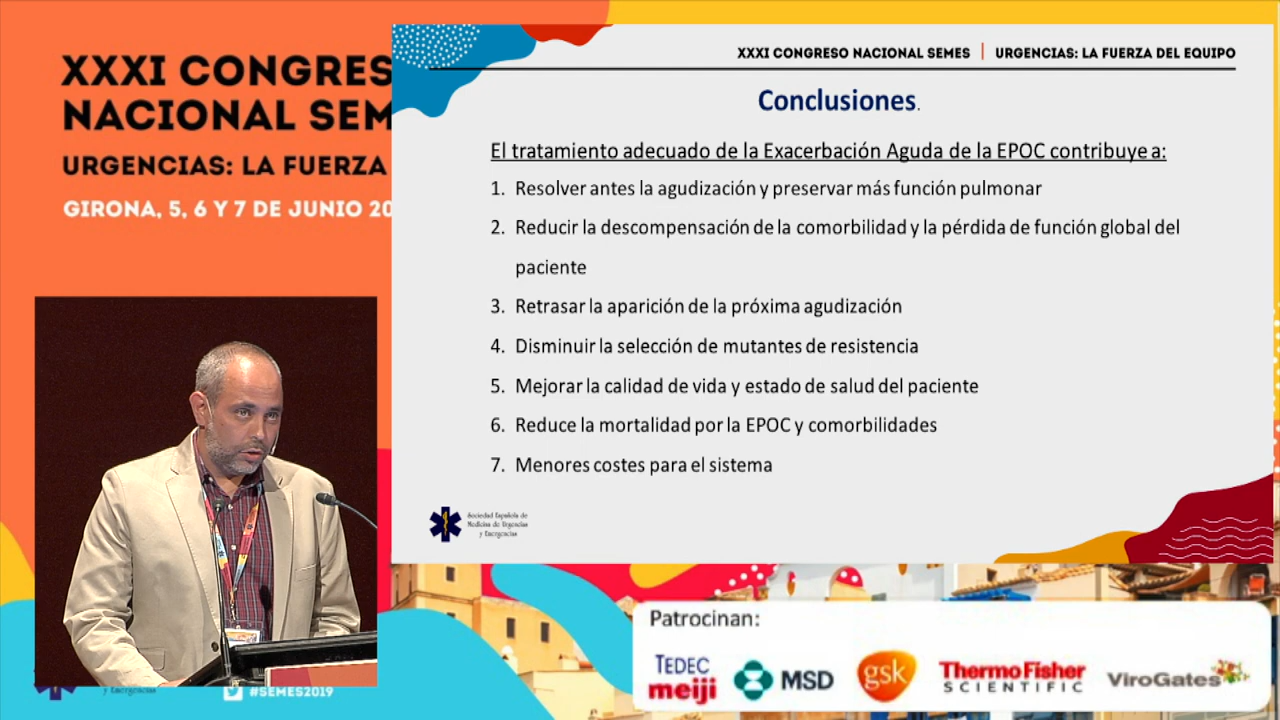 XXXI CONGRES
NACIONAL SEM
URGENCIAS: LA FUERZA
GIRONA, 5, 6 Y 7 DE JUNIO 20
XXXI CONGRESO NACIONAL SEMES | URGENCIAS: LA FUERZA DEL EQUIPO
Conclusiones.
El tratamiento adecuado de la Exacerbación Aguda de la EPOC contribuye a:
1. Resolver antes la agudización y preservar más función pulmonar
2. Reducir la descompensación de la comorbilidad y la pérdida de función global del
paciente
3. Retrasar la aparición de la próxima agudización
4. Disminuir la selección de mutantes de resistencia
5. Mejorar la calidad de vida y estado de salud del paciente
6. Reduce la mortalidad por la EPOC y comorbilidades
7. Menores costes para el sistema
Sociedad Española de
Medicina de Urgencias
y Emergencias
y Emergencias
#SEMES2019
Patrocinan:
TEDEC
meiji
MSD
gsk
ThermoFisher
SCIENTIFIC
ViroGates